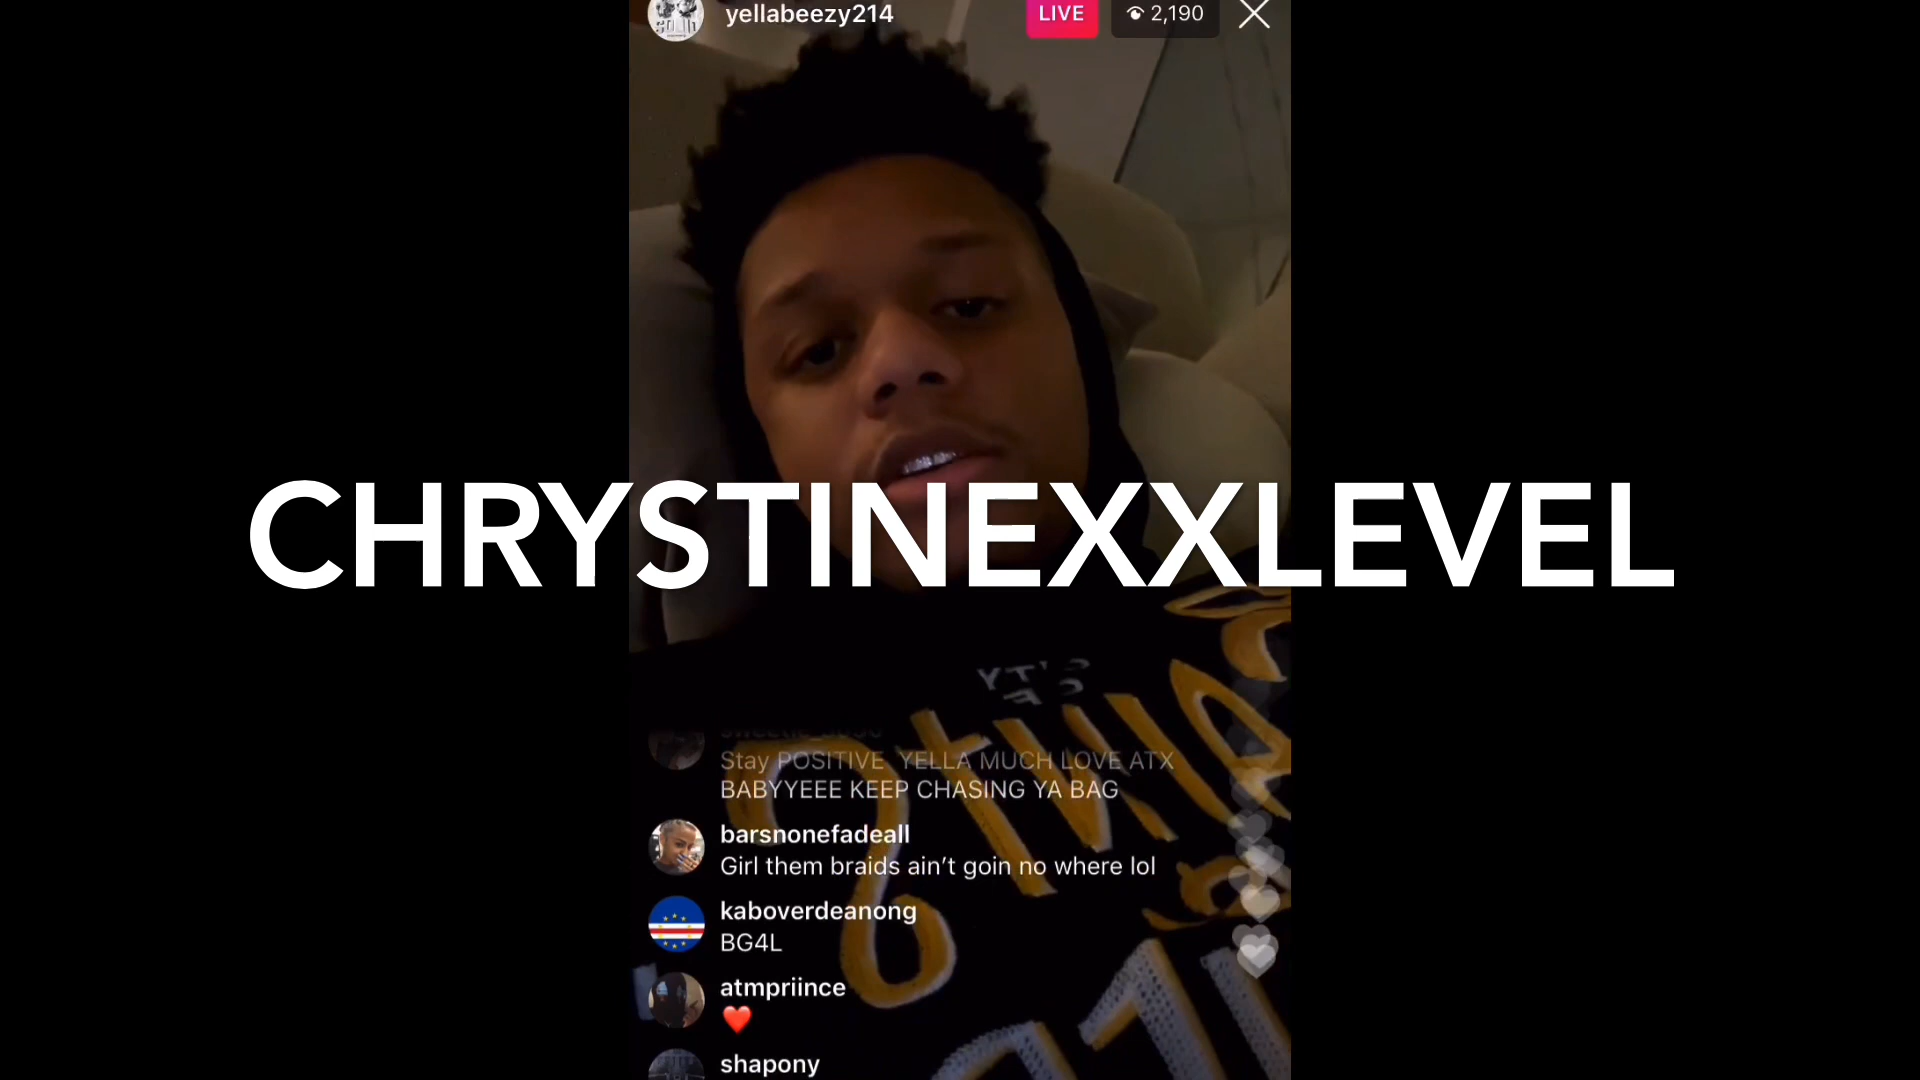 yellabeezy214
LIVE
2,190
CHRYSTINEXXLEVEL
Stay POSITIVE YELLA MUCH LOVE ATX
BABYYEEE KEEP CHASING YA BAG
barsnonefadeall
Girl them braids ain't goin no where lol
kaboverdeanong
BG4L
atmpriince
❤️
shapony